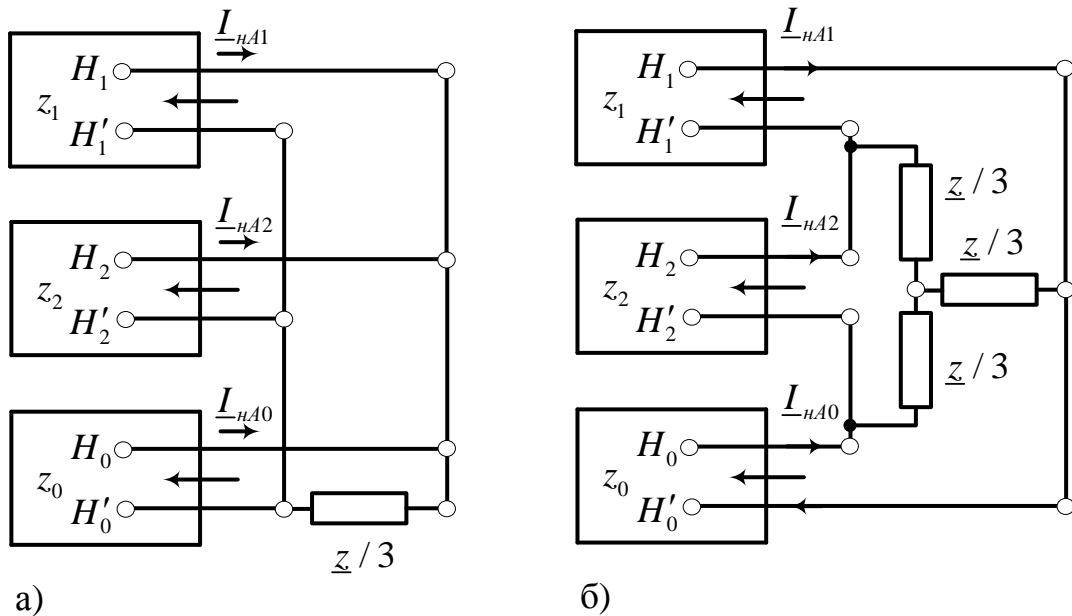 I_нА1
H_1
z_1
H'_1
I_нА2
H_2
z_2
H'_2
I_нА0
H_0
z_0
H'_0
z / 3
а)
I_нА1
H_1
z_1
H'_1
z / 3
I_нА2
H_2
z / 3
z_2
H'_2
z / 3
I_нА0
H_0
z_0
H'_0
б)